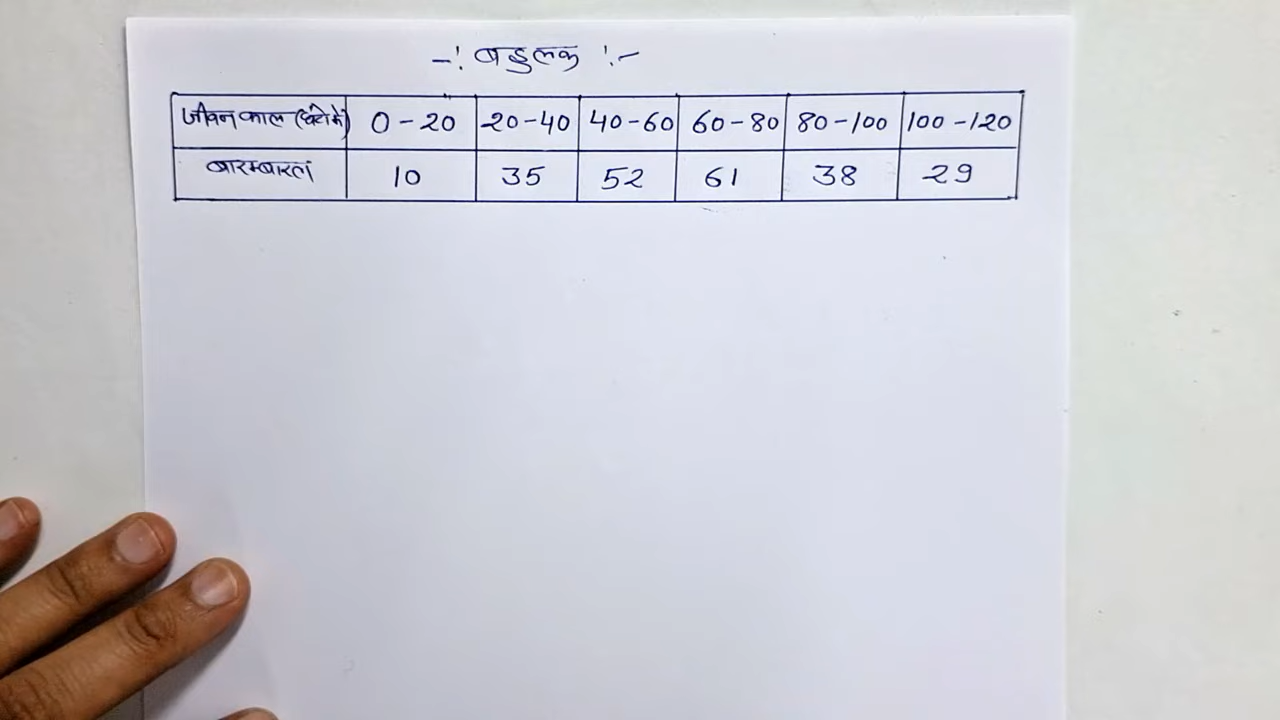 -: बहुलक :-
जीवनकाल (घंटो में) 0-20 20-40 40-60 60-80 80-100 100-120
बारम्बारता 10 35 52 61 38 29